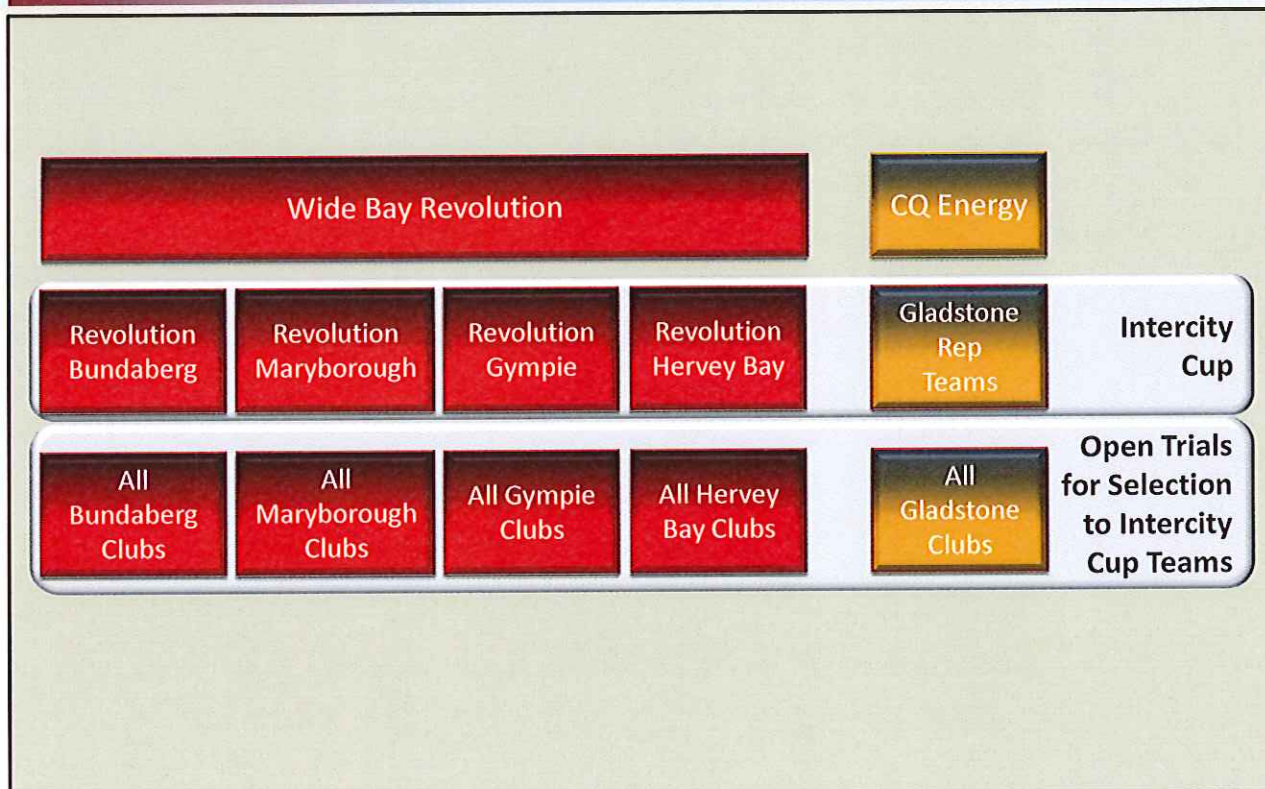 Wide Bay Revolution
CQ Energy
Revolution
Bundaberg
Revolution
Maryborough
Revolution
Gympie
Revolution
Hervey Bay
Gladstone
Rep
Teams
Intercity
Cup
All
Bundaberg
Clubs
All
Maryborough
Clubs
All Gympie
Clubs
All Hervey
Bay Clubs
All
Gladstone
Clubs
Open Trials
for Selection
to Intercity
Cup Teams